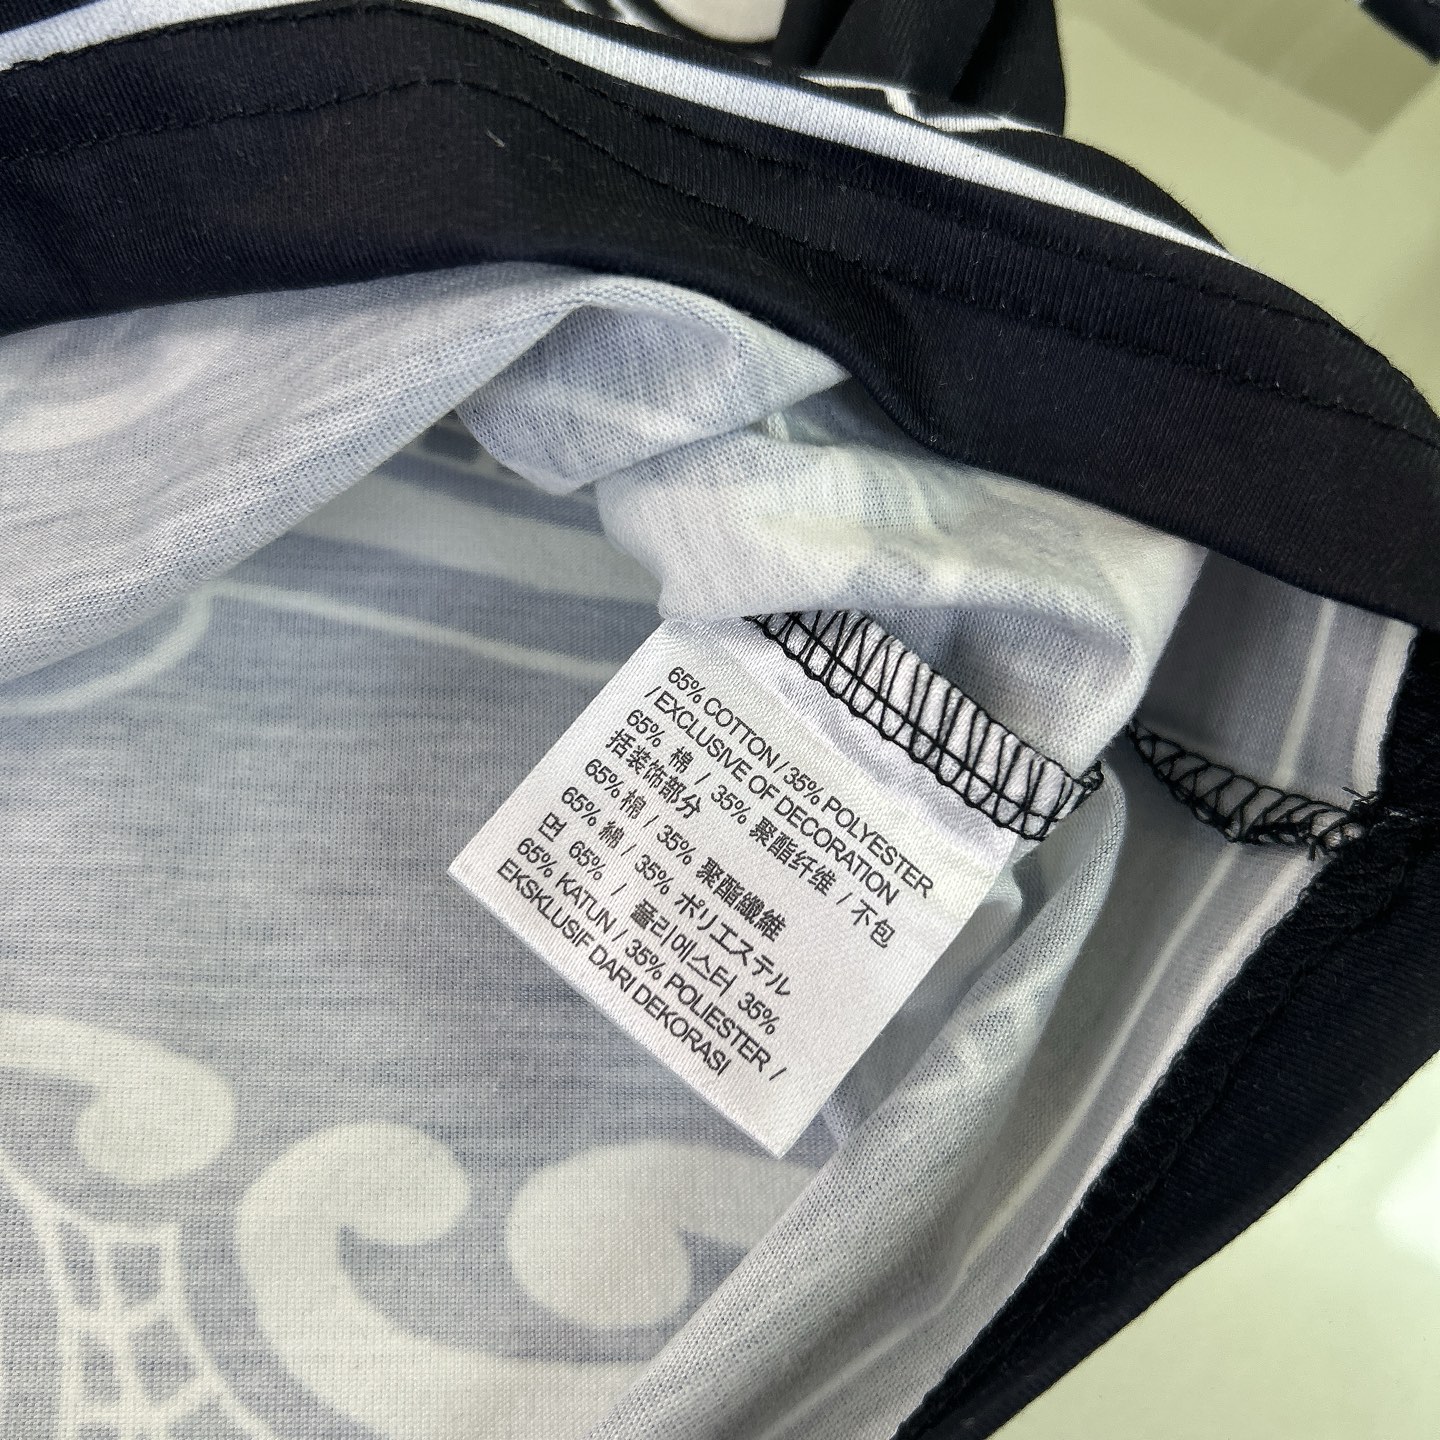 65% COTTON / 35% POLYESTER
/ EXCLUSIVE OF DECORATION
65% 棉 / 35% 聚酯纤维 / 不包
括装饰部分
65% 棉 / 35% 聚酯纖維
65% 綿 / 35% ポリエステル
면 65% / 폴리에스터 35%
65% KATUN / 35% POLIESTER /
EKSKLUSIF DARI DEKORASI